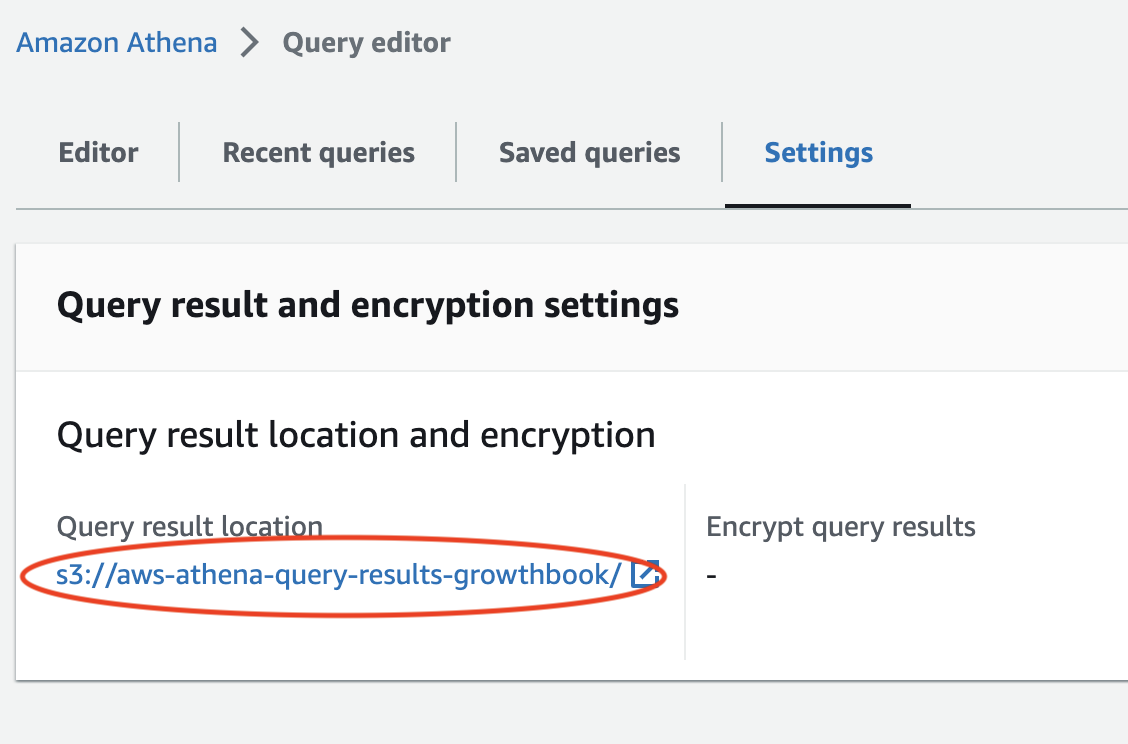 Amazon Athena > Query editor
Editor Recent queries Saved queries Settings
Query result and encryption settings
Query result location and encryption
Query result location
s3://aws-athena-query-results-growthbook/
Encrypt query results
-